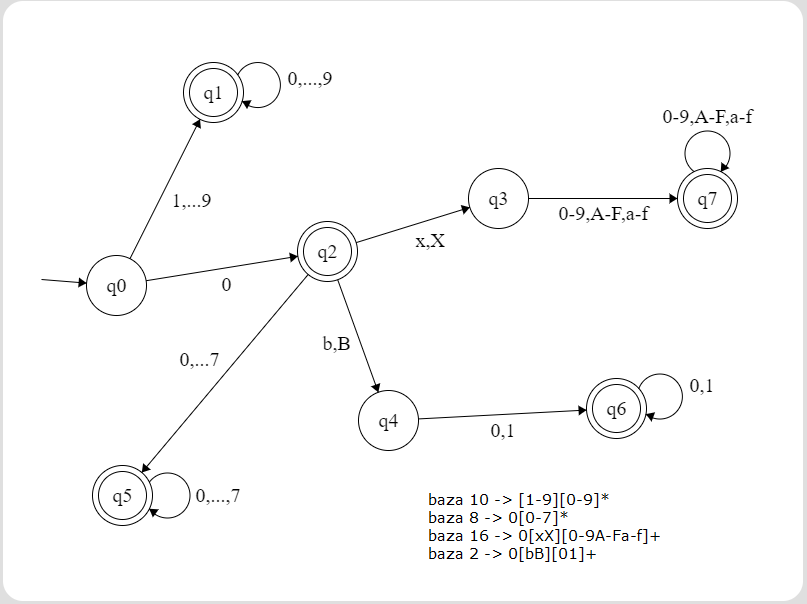 q1
0,...,9
0-9,A-F,a-f
1,...9
q3
0-9,A-F,a-f
q7
x,X
q2
q0
0
b,B
0,...7
q4
0,1
q6
0,1
q5
0,...,7
baza 10 -> [1-9][0-9]*
baza 8 -> 0[0-7]*
baza 16 -> 0[xX][0-9A-Fa-f]+
baza 2 -> 0[bB][01]+